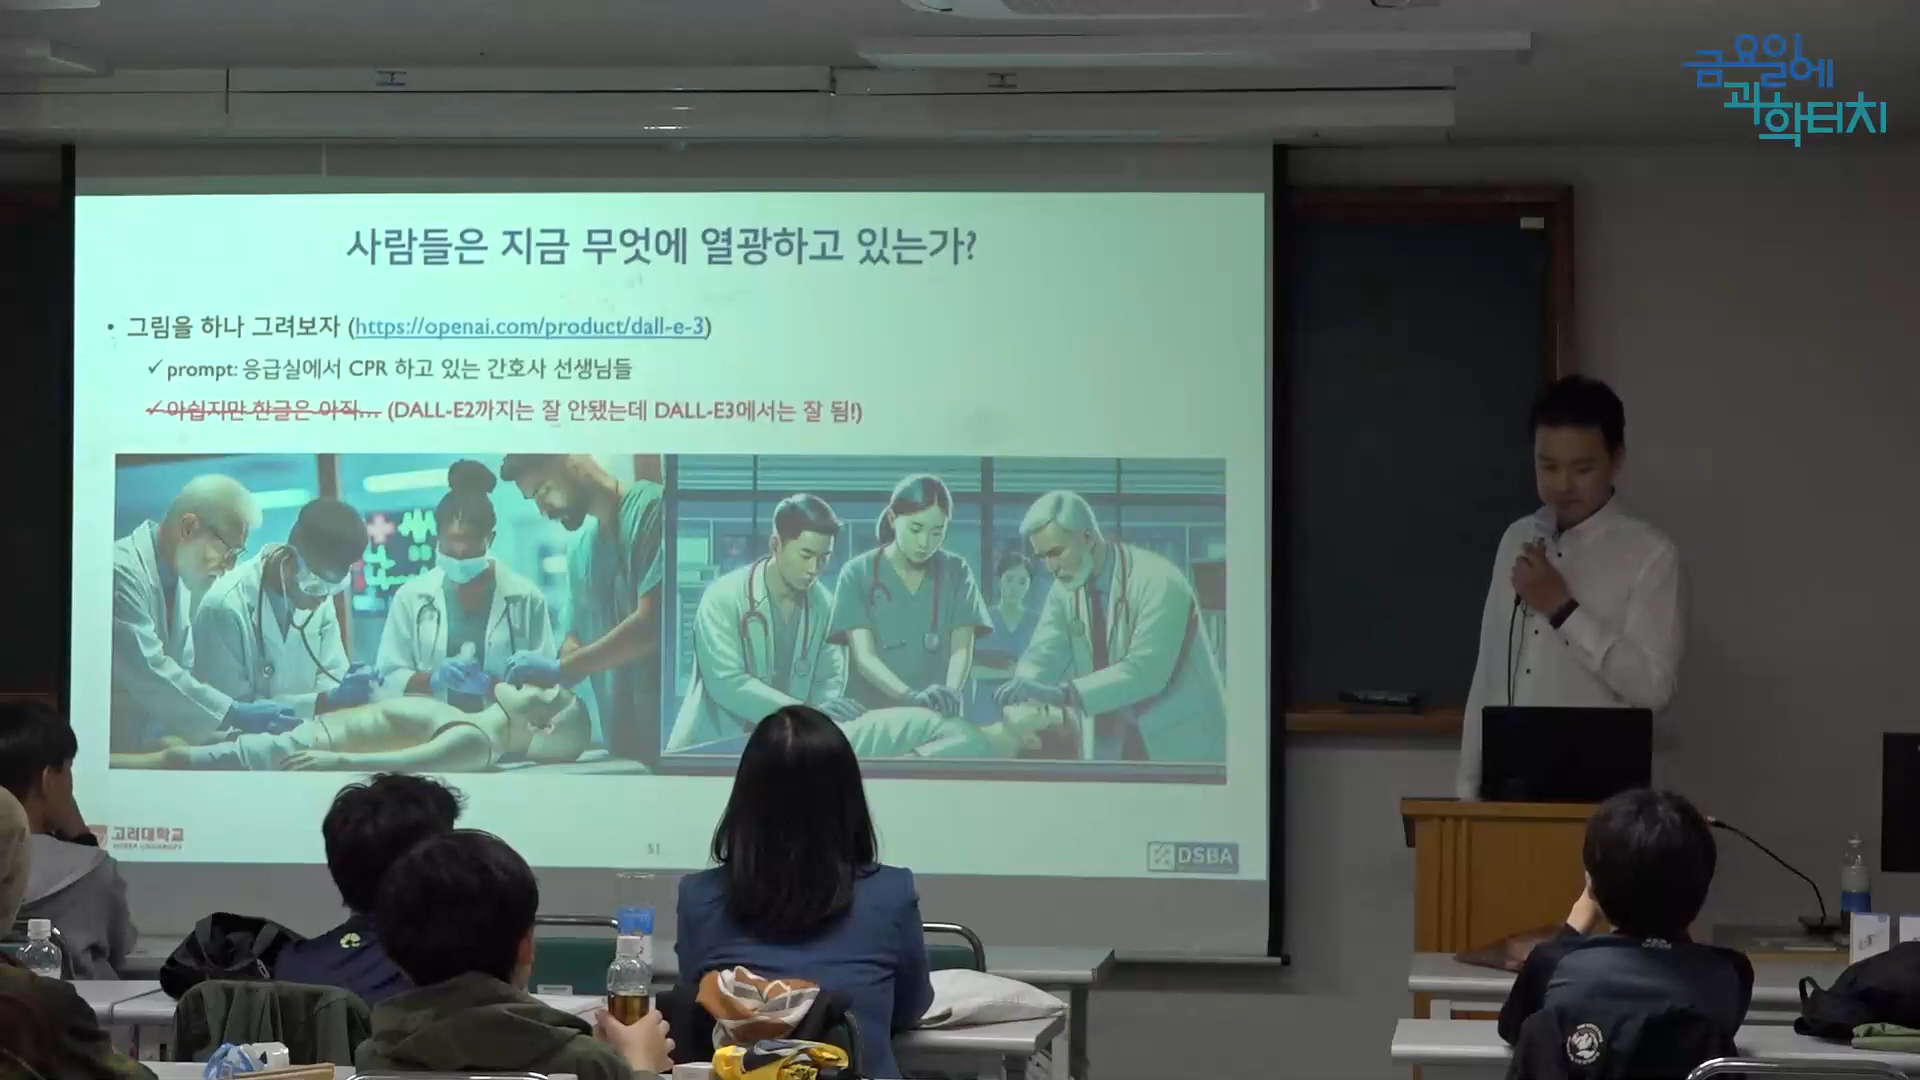 금요일에
과학터치
사람들은 지금 무엇에 열광하고 있는가?
• 그림을 하나 그려보자 (https://openai.com/product/dall-e-3)
✓ prompt: 응급실에서 CPR 하고 있는 간호사 선생님들
✓ 아쉽지만 한글은 아직... (DALL-E2까지는 잘 안됐는데 DALL-E3에서는 잘 됨!)
고려대학교
KOREA UNIVERSITY
51
DSBA